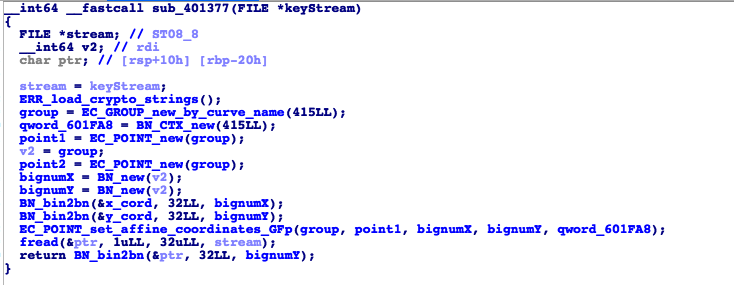 __int64 __fastcall sub_401377(FILE *keyStream)
{
FILE *stream; // ST08_8
__int64 v2; // rdi
char ptr; // [rsp+10h] [rbp-20h]
stream = keyStream;
ERR_load_crypto_strings();
group = EC_GROUP_new_by_curve_name(415LL);
qword_601FA8 = BN_CTX_new(415LL);
point1 = EC_POINT_new(group);
v2 = group;
point2 = EC_POINT_new(group);
bignumX = BN_new(v2);
bignumY = BN_new(v2);
BN_bin2bn(&x_cord, 32LL, bignumX);
BN_bin2bn(&y_cord, 32LL, bignumY);
EC_POINT_set_affine_coordinates_GFp(group, point1, bignumX, bignumY, qword_601FA8);
fread(&ptr, 1uLL, 32uLL, stream);
return BN_bin2bn(&ptr, 32LL, bignumY);
}